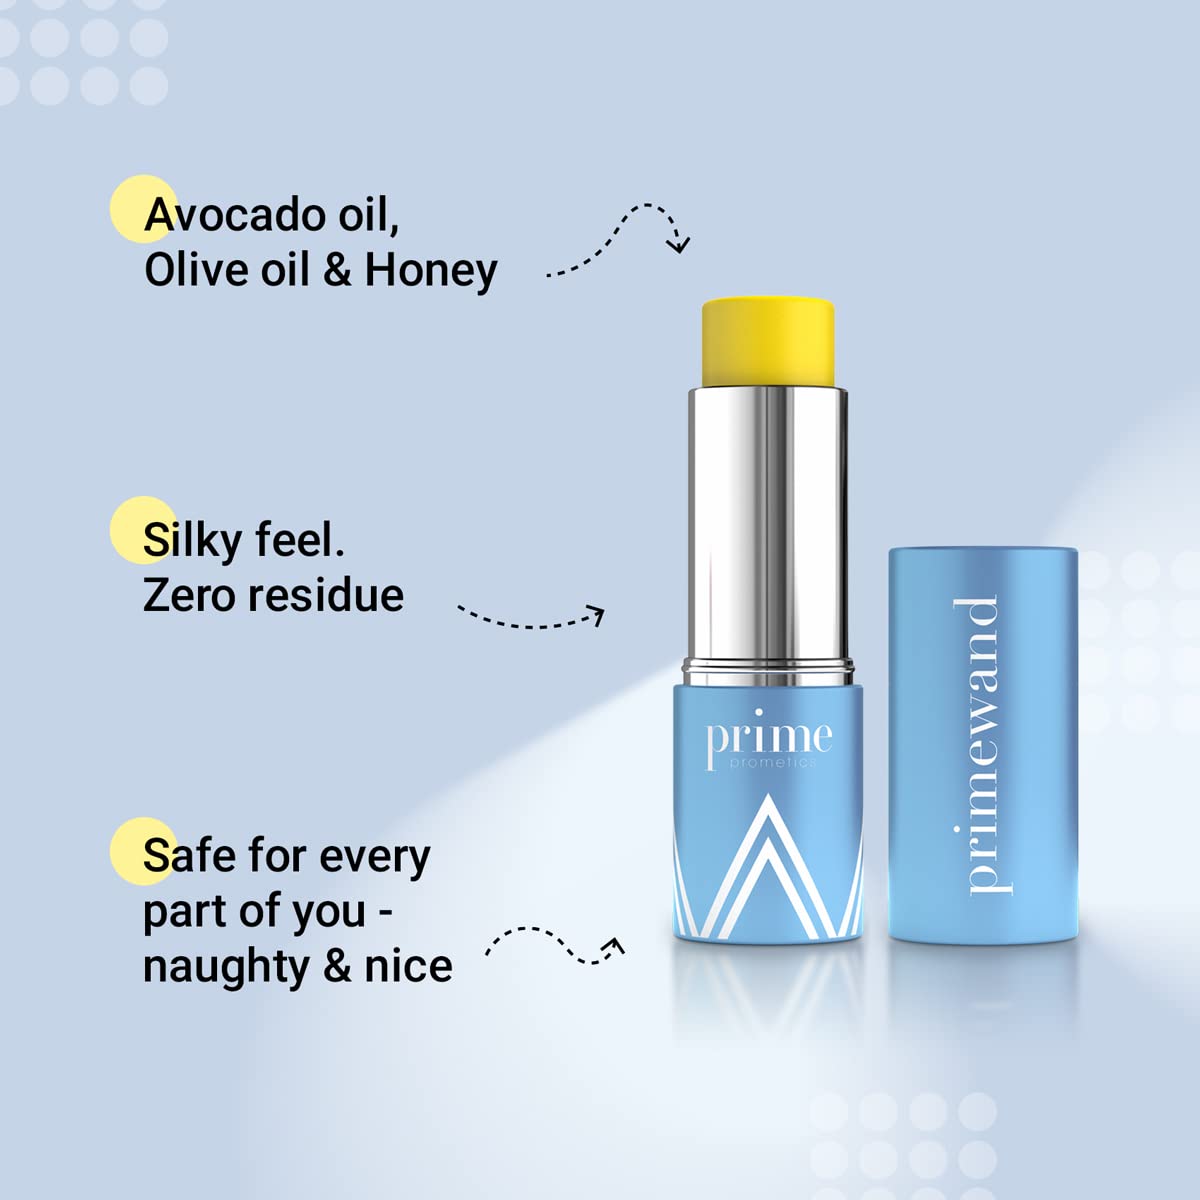 Avocado oil,
Olive oil & Honey
Silky feel.
Zero residue
Safe for every
part of you -
naughty & nice
prime
prometics
primewand